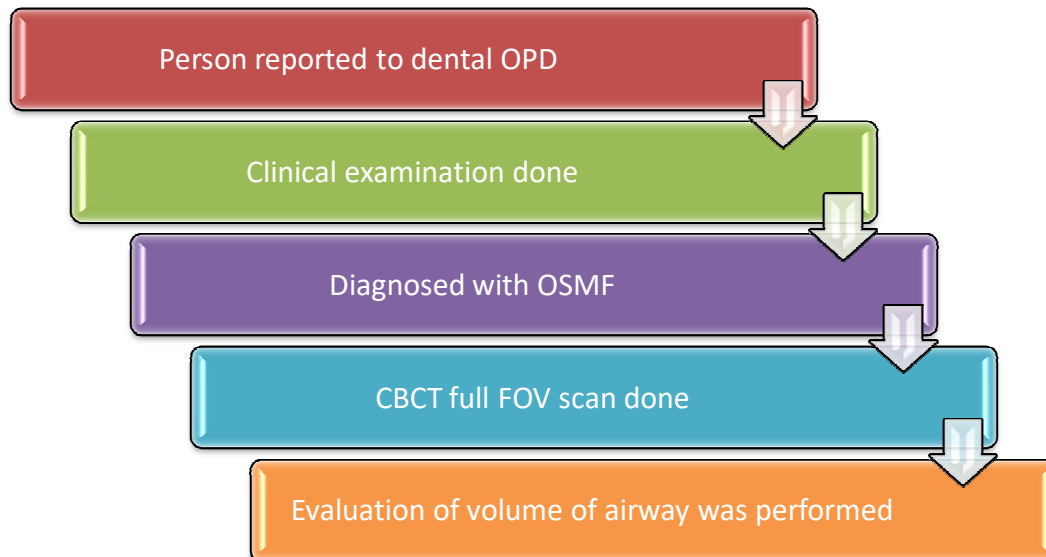 Person reported to dental OPD
Clinical examination done
Diagnosed with OSMF
CBCT full FOV scan done
Evaluation of volume of airway was performed